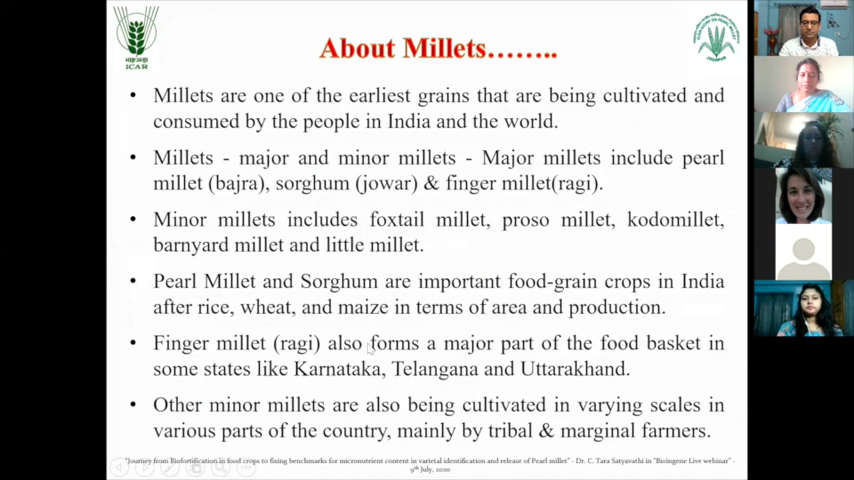 About Millets……..
ICAR
• Millets are one of the earliest grains that are being cultivated and
consumed by the people in India and the world.
• Millets - major and minor millets - Major millets include pearl
millet (bajra), sorghum (jowar) & finger millet(ragi).
• Minor millets includes foxtail millet, proso millet, kodomillet,
barnyard millet and little millet.
• Pearl Millet and Sorghum are important food-grain crops in India
after rice, wheat, and maize in terms of area and production.
• Finger millet (ragi) also forms a major part of the food basket in
some states like Karnataka, Telangana and Uttarakhand.
• Other minor millets are also being cultivated in varying scales in
various parts of the country, mainly by tribal & marginal farmers.
"Journey from Biofortification in food crops to fixing benchmarks for micronutrient content in varietal identification and release of Pearl millet" - Dr. C. Tara Satyavathi in "Bioingene Live webinar" -
9th July, 2020